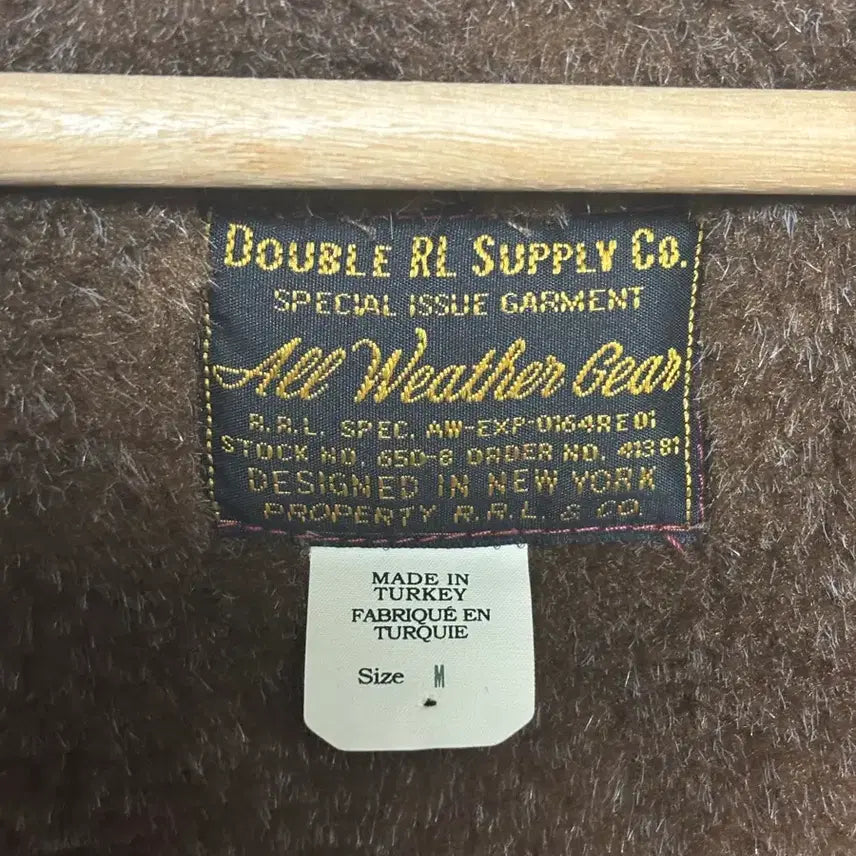 DOUBLE RL SUPPLY CO.
SPECIAL ISSUE GARMENT
All Weather Gear
R.R.L. SPEC. AW-EXP-0164RE01
STOCK NO. 650-8 ORDER NO. 41381
DESIGNED IN NEW YORK
PROPERTY R.R.L. & CO.
MADE IN
TURKEY
FABRIQUÉ EN
TURQUIE
Size M